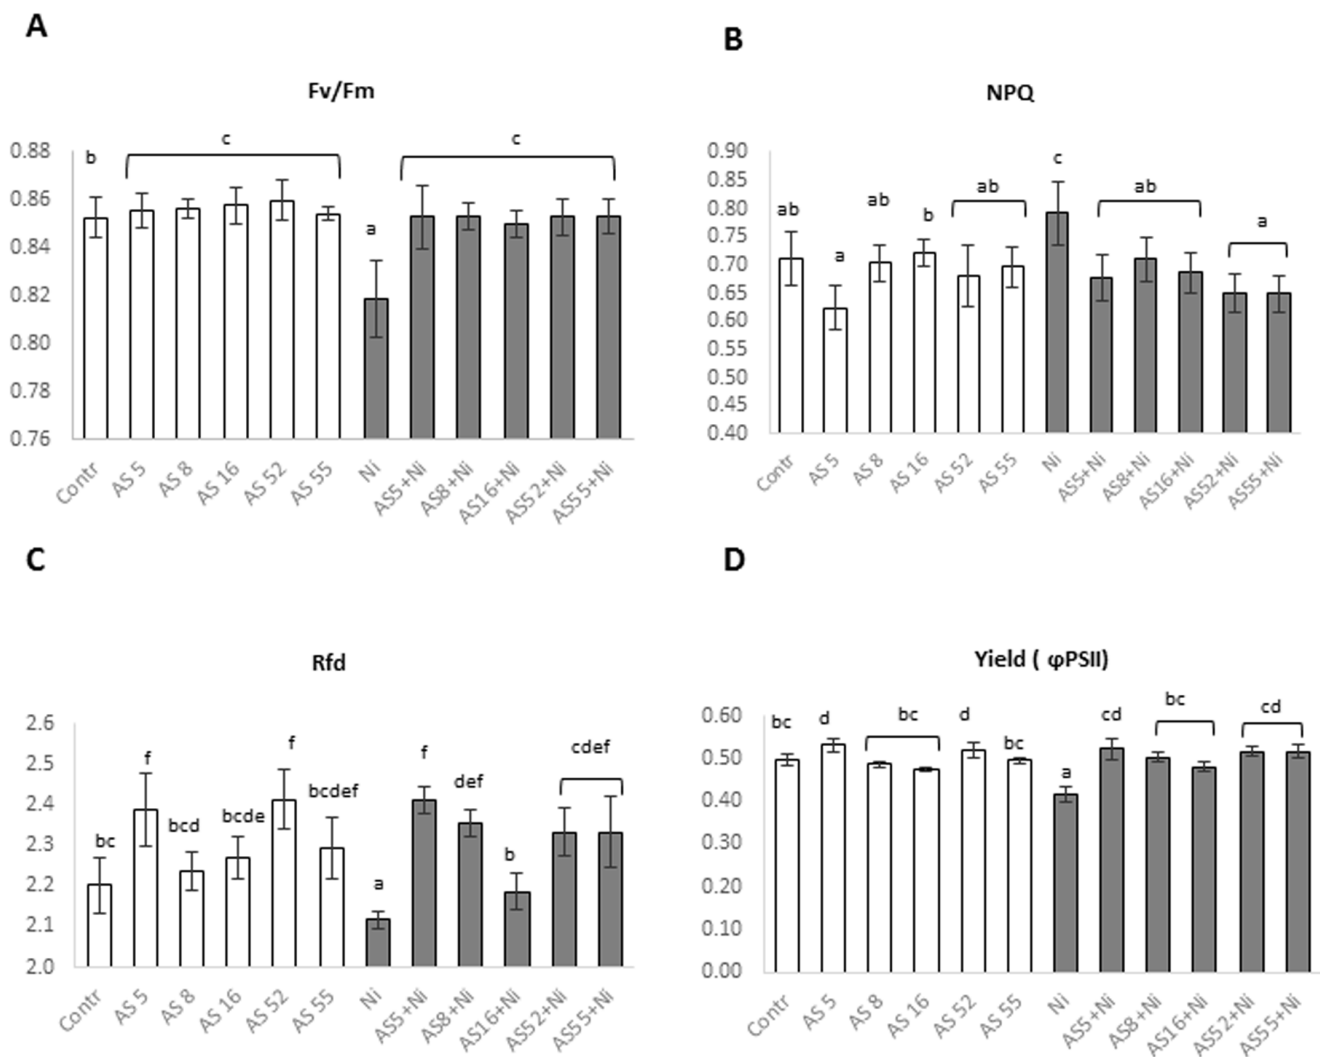 A
Fv/Fm
b
c
a
c
0.88
0.86
0.84
0.82
0.80
0.78
0.76
Contr
AS 5
AS 8
AS 16
AS 52
AS 55
Ni
AS5+Ni
AS8+Ni
AS16+Ni
AS52+Ni
AS55+Ni
B
NPQ
ab
a
ab
b
ab
c
ab
a
0.90
0.85
0.80
0.75
0.70
0.65
0.60
0.55
0.50
0.45
0.40
Contr
AS 5
AS 8
AS 16
AS 52
AS 55
Ni
AS5+Ni
AS8+Ni
AS16+Ni
AS52+Ni
AS55+Ni
C
Rfd
bc
f
bcd
bcde
f
bcdef
a
f
def
b
cdef
2.6
2.5
2.4
2.3
2.2
2.1
2.0
Contr
AS 5
AS 8
AS 16
AS 52
AS 55
Ni
AS5+Ni
AS8+Ni
AS16+Ni
AS52+Ni
AS55+Ni
D
Yield ( φPSII)
bc
d
bc
d
bc
a
cd
bc
cd
0.60
0.50
0.40
0.30
0.20
0.10
0.00
Contr
AS 5
AS 8
AS 16
AS 52
AS 55
Ni
AS5+Ni
AS8+Ni
AS16+Ni
AS52+Ni
AS55+Ni